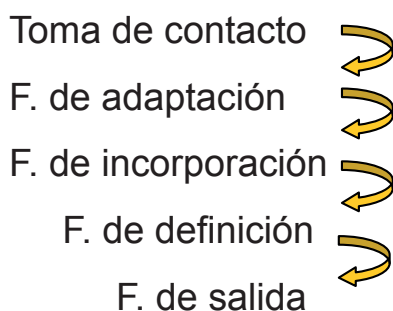 Toma de contacto
F. de adaptación
F. de incorporación
F. de definición
F. de salida